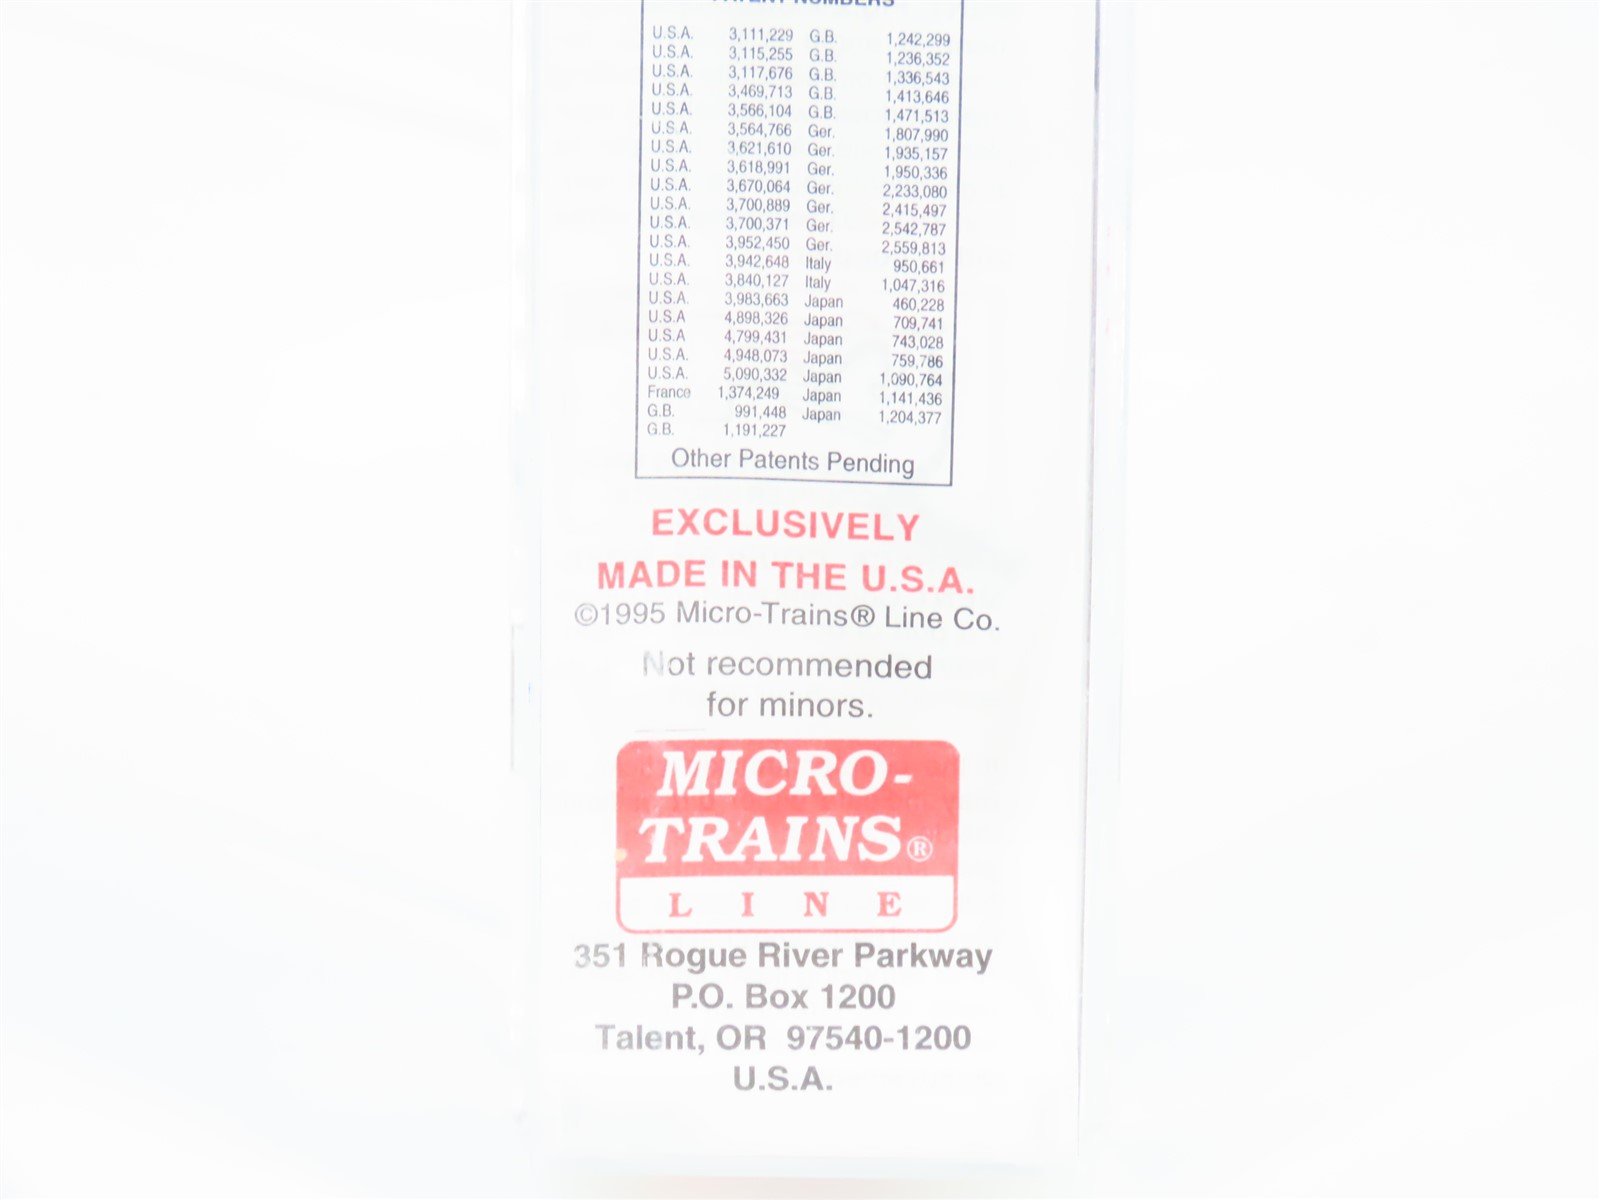 PATENT NUMBERS
U.S.A. 3,111,229 G.B. 1,242,299
U.S.A. 3,115,255 G.B. 1,236,352
U.S.A. 3,117,676 G.B. 1,336,543
U.S.A. 3,469,713 G.B. 1,413,646
U.S.A. 3,566,104 G.B. 1,471,513
U.S.A. 3,564,766 Ger. 1,807,990
U.S.A. 3,621,610 Ger. 1,935,157
U.S.A. 3,618,991 Ger. 1,950,336
U.S.A. 3,670,064 Ger. 2,233,080
U.S.A. 3,700,889 Ger. 2,415,497
U.S.A. 3,700,371 Ger. 2,542,787
U.S.A. 3,952,450 Ger. 2,559,813
U.S.A. 3,942,648 Italy 950,661
U.S.A. 3,840,127 Italy 1,047,316
U.S.A. 3,983,663 Japan 460,228
U.S.A 4,898,326 Japan 709,741
U.S.A 4,799,431 Japan 743,028
U.S.A. 4,948,073 Japan 759,786
U.S.A. 5,090,332 Japan 1,090,764
France 1,374,249 Japan 1,141,436
G.B. 991,448 Japan 1,204,377
G.B. 1,191,227
Other Patents Pending
EXCLUSIVELY
MADE IN THE U.S.A.
©1995 Micro-Trains® Line Co.
Not recommended
for minors.
MICRO-
TRAINS®
LINE
351 Rogue River Parkway
P.O. Box 1200
Talent, OR 97540-1200
U.S.A.